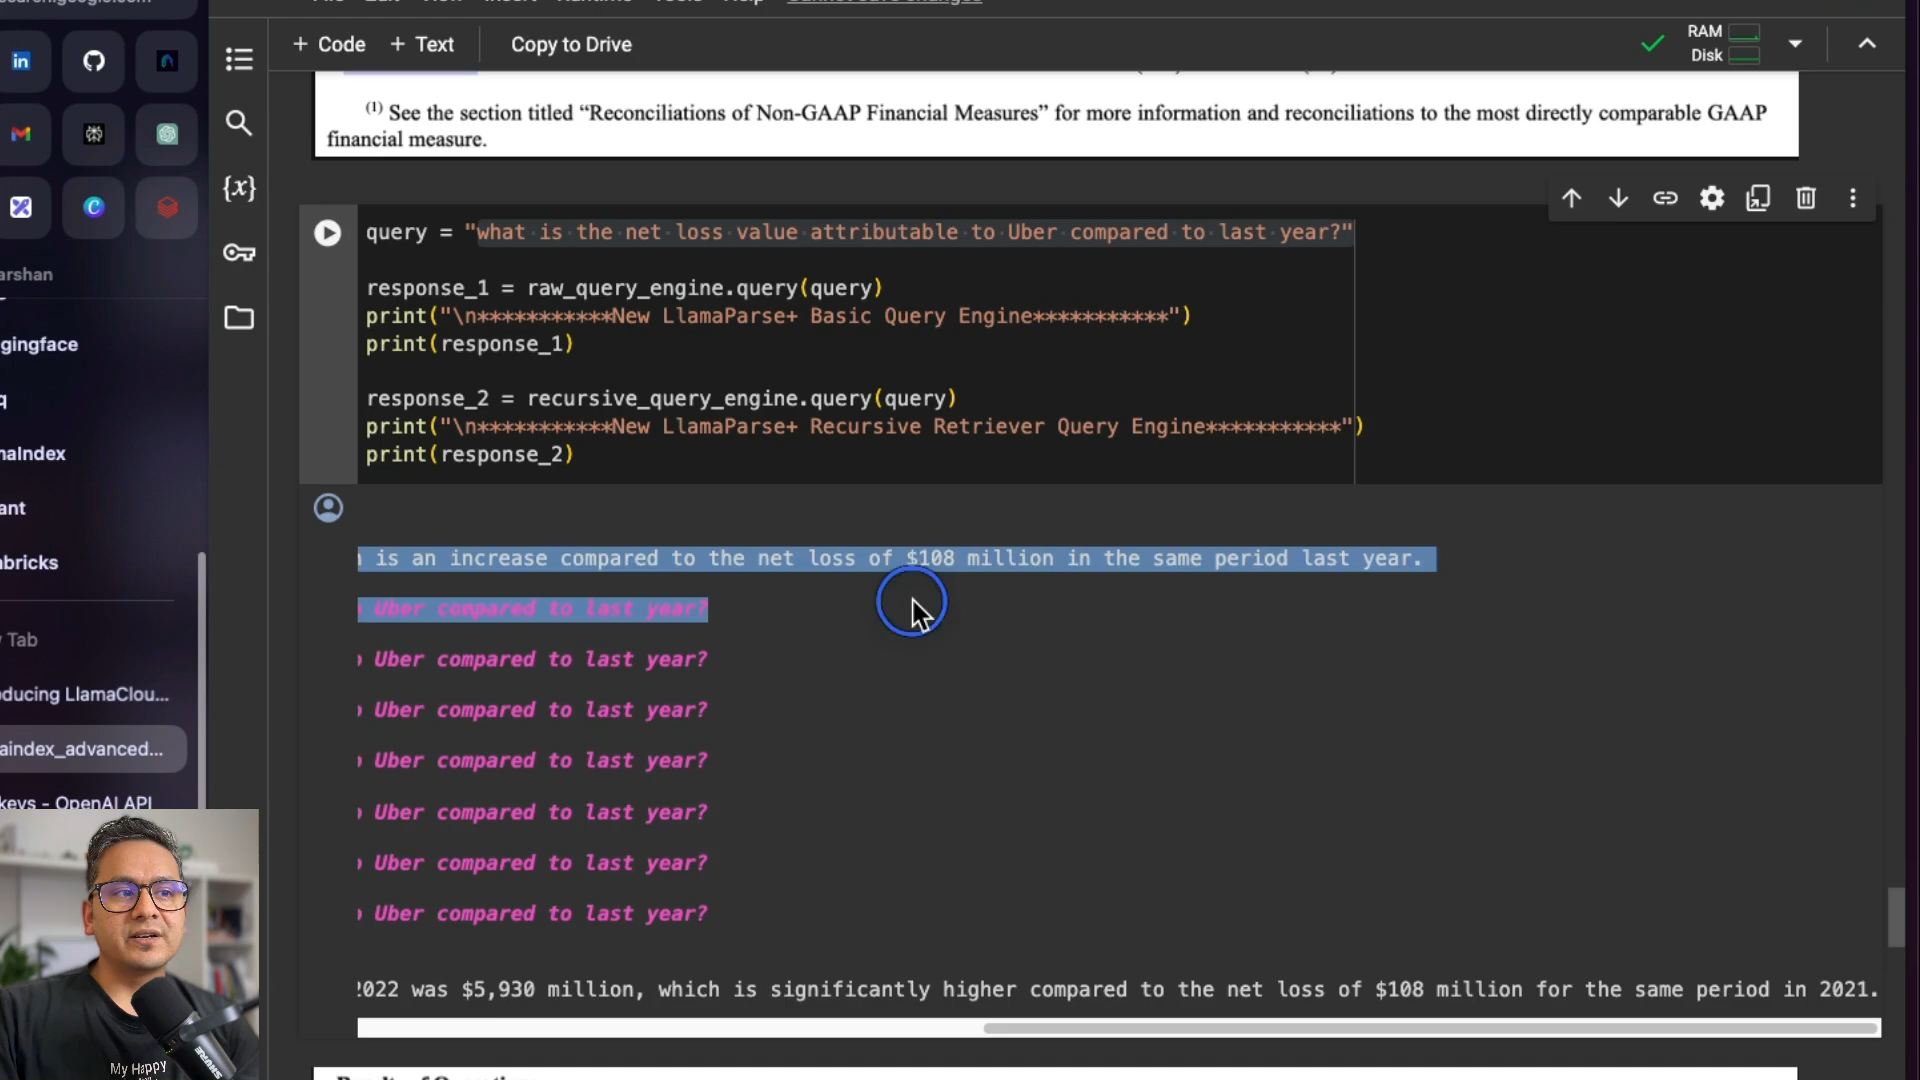 + Code + Text Copy to Drive
RAM
Disk
(1) See the section titled “Reconciliations of Non-GAAP Financial Measures” for more information and reconciliations to the most directly comparable GAAP
financial measure.
query = "what is the net loss value attributable to Uber compared to last year?"
response_1 = raw_query_engine.query(query)
print("\n***********New LlamaParse+ Basic Query Engine***********")
print(response_1)
response_2 = recursive_query_engine.query(query)
print("\n***********New LlamaParse+ Recursive Retriever Query Engine***********")
print(response_2)
is an increase compared to the net loss of $108 million in the same period last year.
Uber compared to last year?
Uber compared to last year?
Uber compared to last year?
Uber compared to last year?
Uber compared to last year?
Uber compared to last year?
Uber compared to last year?
2022 was $5,930 million, which is significantly higher compared to the net loss of $108 million for the same period in 2021.
arshan
gingface
q
naIndex
ant
abricks
Tab
oducing LlamaClou...
aindex_advanced...
keys - OpenAI API
My Happy